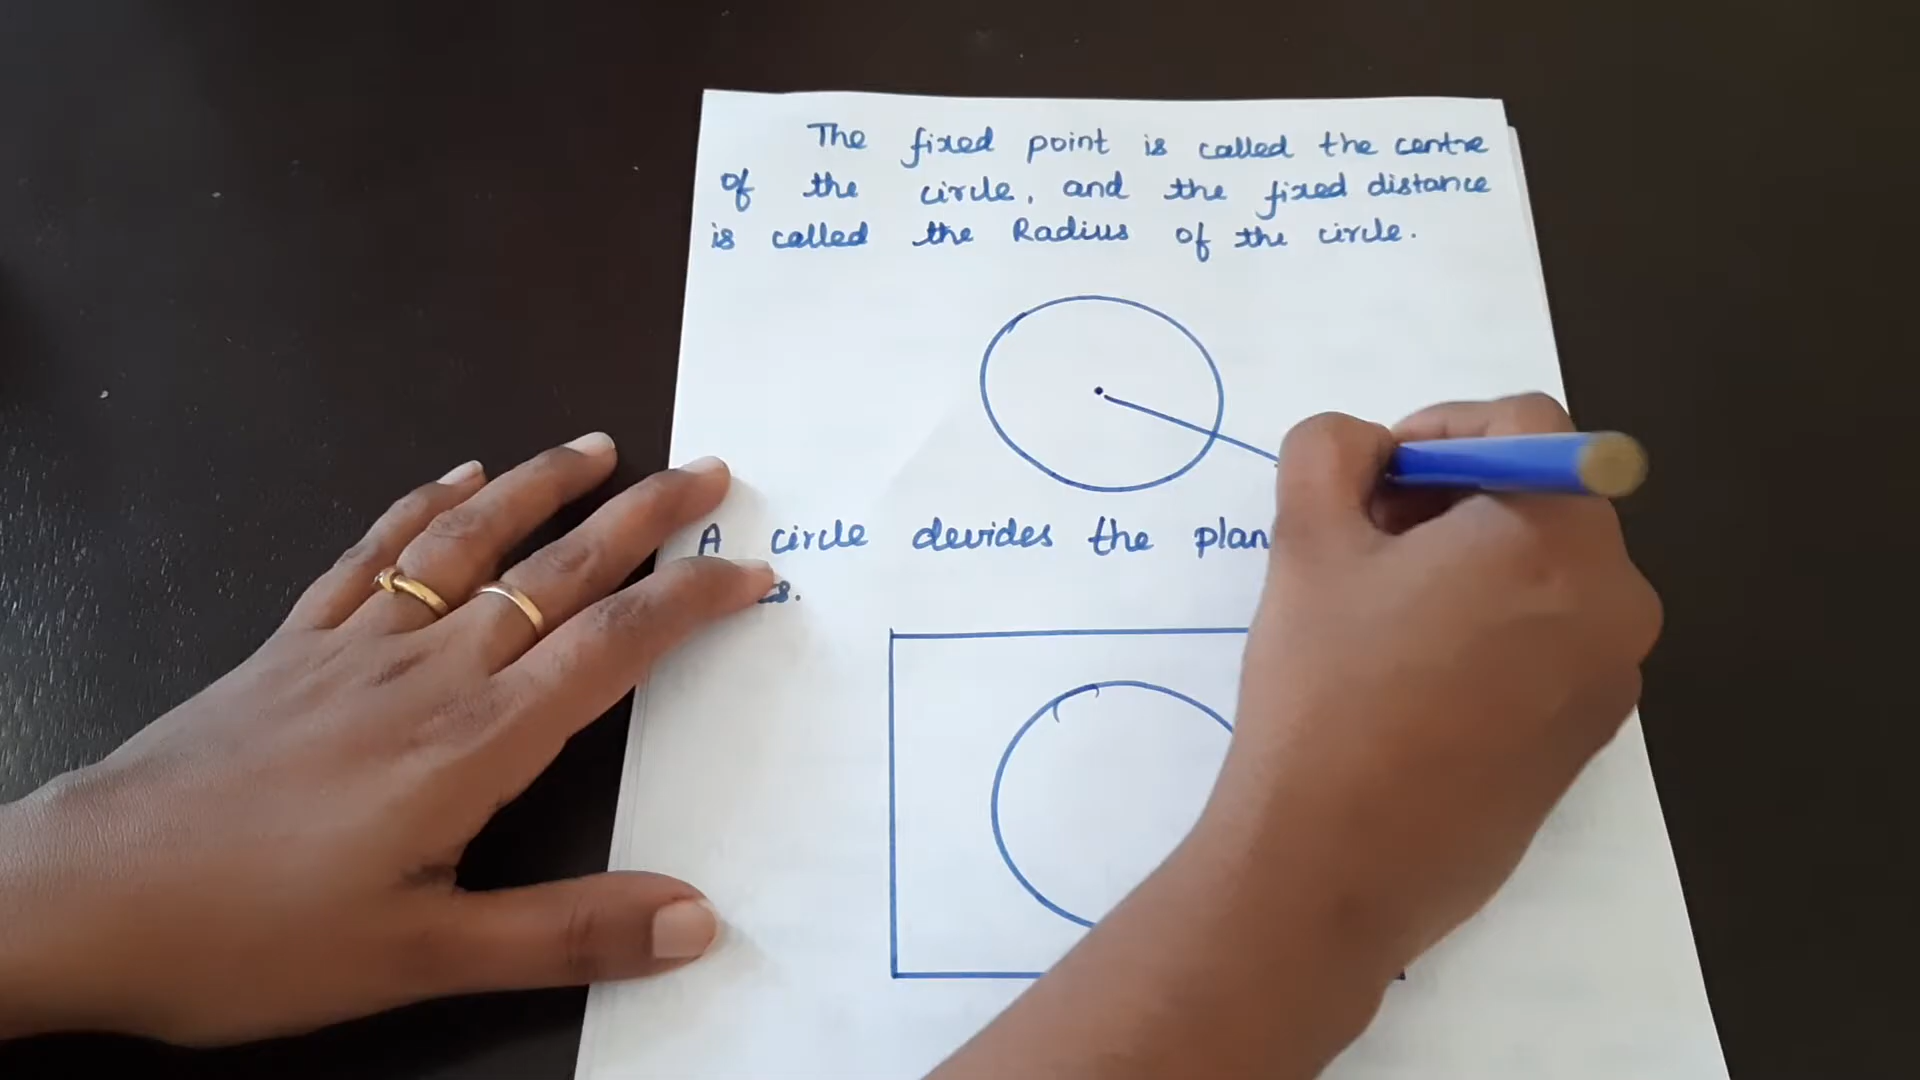 The fixed point is called the centre
of the circle, and the fixed distance
is called the Radius of the circle.
A circle devides the plan